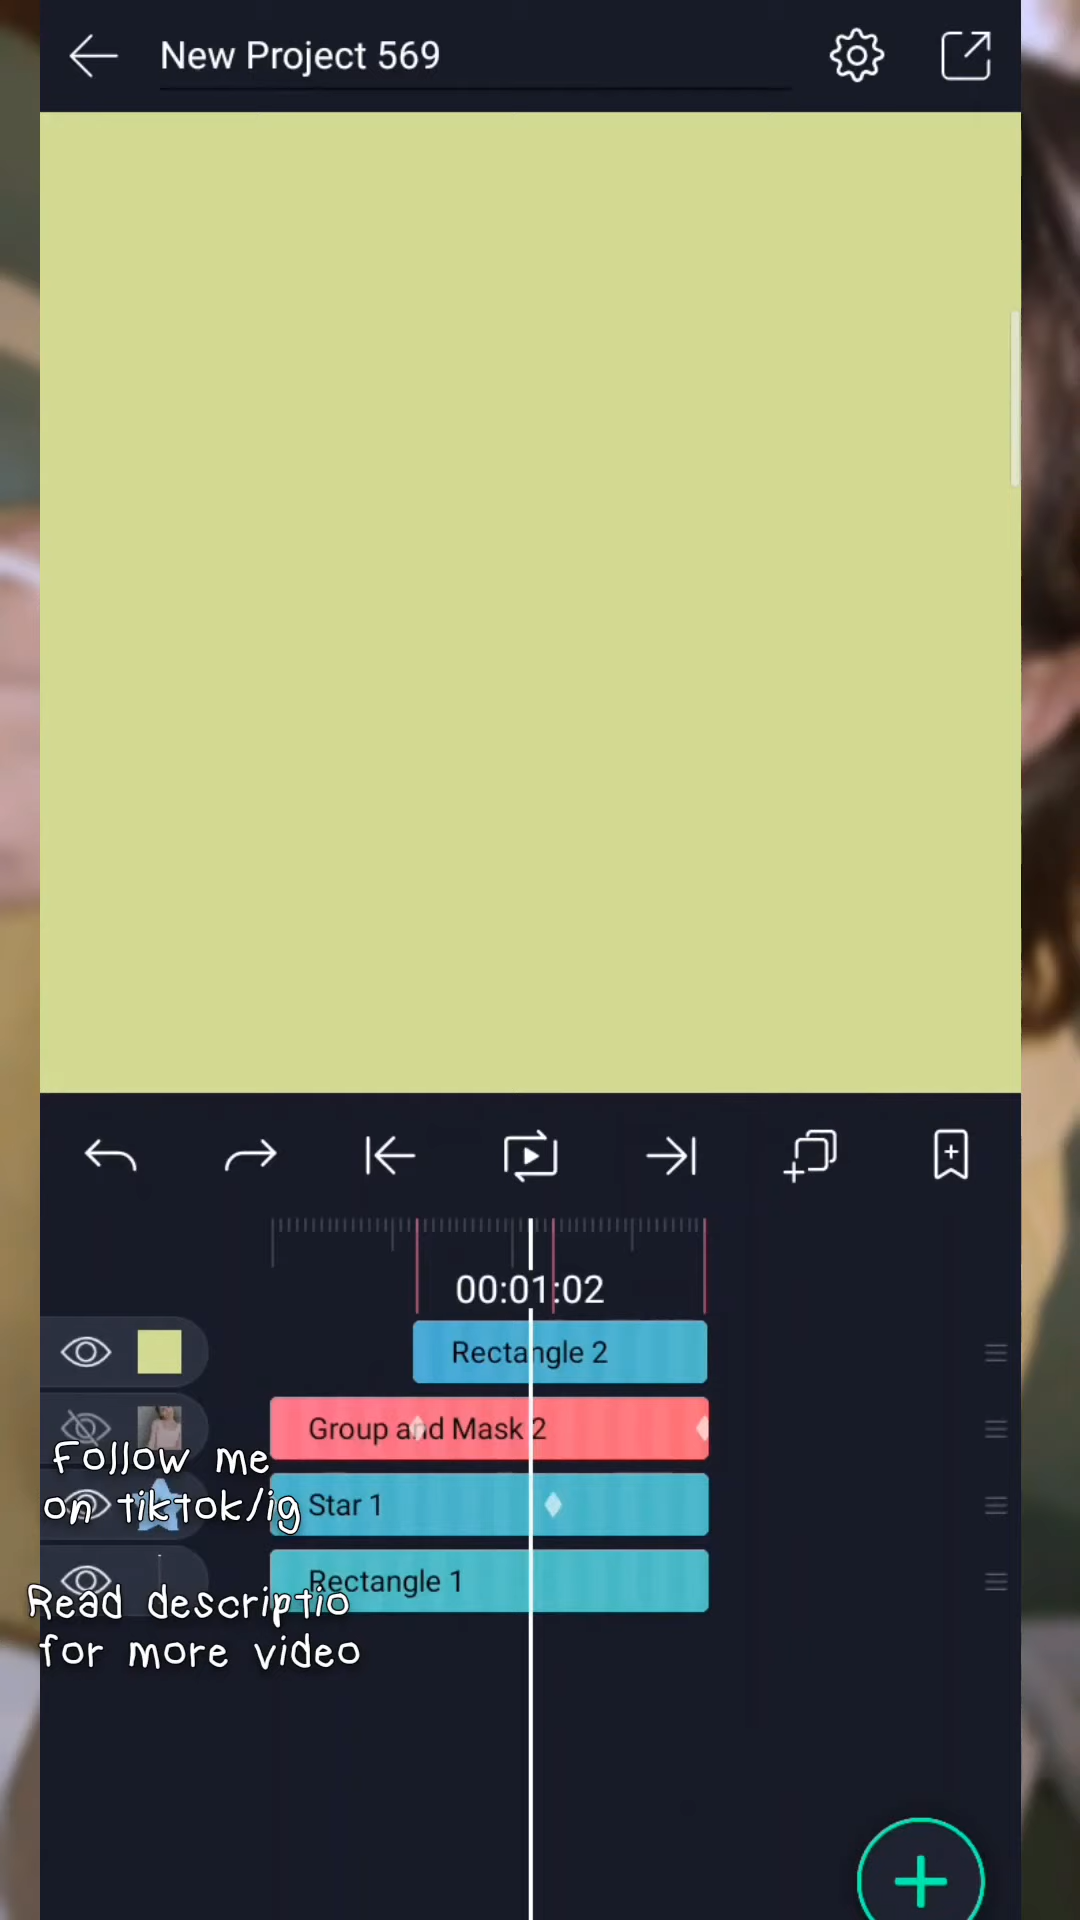 New Project 569
00:01:02
Rectangle 2
Group and Mask 2
Star 1
Rectangle 1
Follow me
on tiktok/ig
Read descriptio
for more video